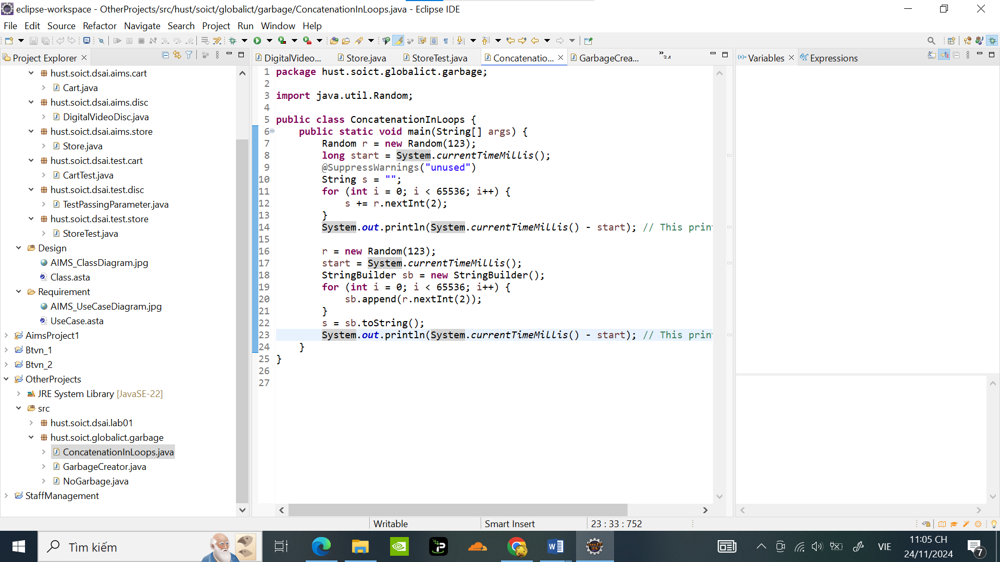 eclipse-workspace - OtherProjects/src/hust/soict/globalict/garbage/ConcatenationInLoops.java - Eclipse IDE
File Edit Source Refactor Navigate Search Project Run Window Help
Project Explorer
hust.soict.dsai.aims.cart
Cart.java
hust.soict.dsai.aims.disc
DigitalVideoDisc.java
hust.soict.dsai.aims.store
Store.java
hust.soict.dsai.test.cart
CartTest.java
hust.soict.dsai.test.disc
TestPassingParameter.java
hust.soict.dsai.test.store
StoreTest.java
Design
AIMS_ClassDiagram.jpg
Class.asta
Requirement
AIMS_UseCaseDiagram.jpg
UseCase.asta
AimsProject1
Btvn_1
Btvn_2
OtherProjects
JRE System Library [JavaSE-22]
src
hust.soict.dsai.lab01
hust.soict.globalict.garbage
ConcatenationInLoops.java
GarbageCreator.java
NoGarbage.java
StaffManagement
DigitalVideo... Store.java StoreTest.java Concatenatio... GarbageCrea... »34
1 package hust.soict.globalict.garbage;
2
3 import java.util.Random;
4
5 public class ConcatenationInLoops {
6 public static void main(String[] args) {
7 Random r = new Random(123);
8 long start = System.currentTimeMillis();
9 @SuppressWarnings("unused")
10 String s = "";
11 for (int i = 0; i < 65536; i++) {
12 s += r.nextInt(2);
13 }
14 System.out.println(System.currentTimeMillis() - start); // This prin
15
16 r = new Random(123);
17 start = System.currentTimeMillis();
18 StringBuilder sb = new StringBuilder();
19 for (int i = 0; i < 65536; i++) {
20 sb.append(r.nextInt(2));
21 }
22 s = sb.toString();
23 System.out.println(System.currentTimeMillis() - start); // This prin
24 }
25 }
26
27
(x)= Variables Expressions
Writable Smart Insert 23 : 33 : 752
Tìm kiếm
VIE
11:05 CH
24/11/2024
7